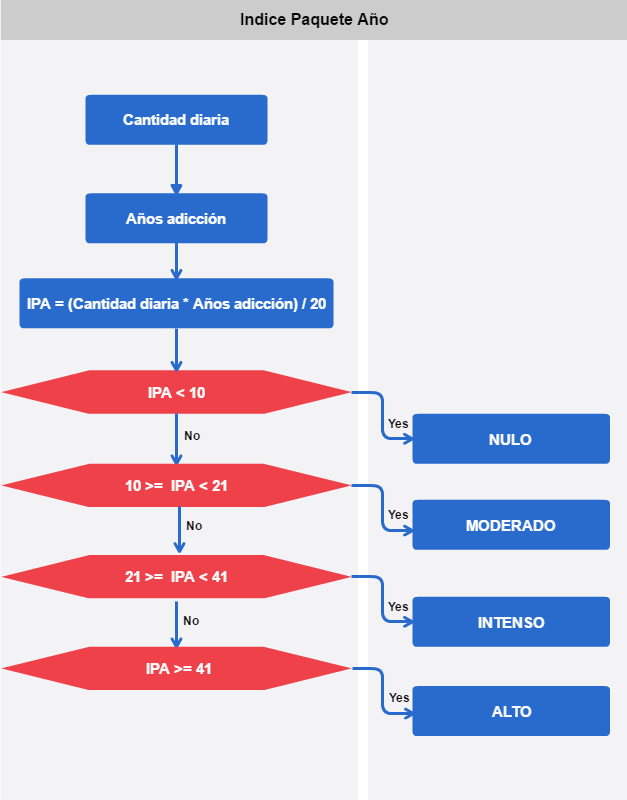 Indice Paquete Año
Cantidad diaria
Años adicción
IPA = (Cantidad diaria * Años adicción) / 20
IPA < 10
Yes
NULO
No
10 >= IPA < 21
Yes
MODERADO
No
21 >= IPA < 41
Yes
INTENSO
No
IPA >= 41
Yes
ALTO